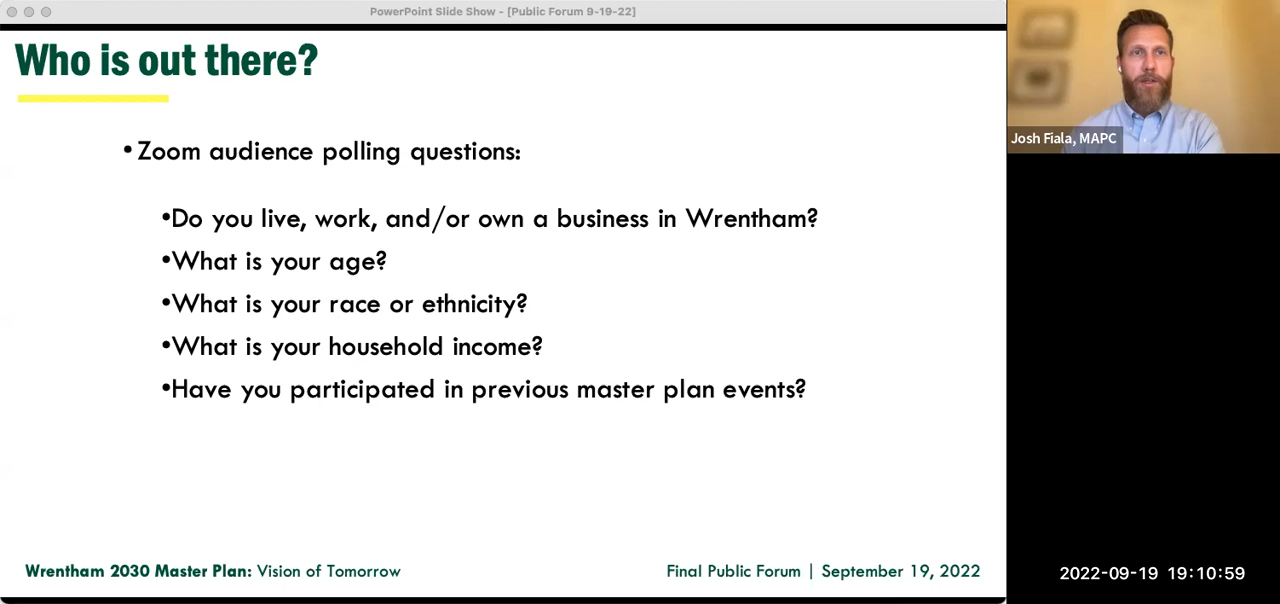 PowerPoint Slide Show - [Public Forum 9-19-22]
Who is out there?
• Zoom audience polling questions:
•Do you live, work, and/or own a business in Wrentham?
•What is your age?
•What is your race or ethnicity?
•What is your household income?
•Have you participated in previous master plan events?
Wrentham 2030 Master Plan: Vision of Tomorrow
Final Public Forum | September 19, 2022
Josh Fiala, MAPC
2022-09-19 19:10:59